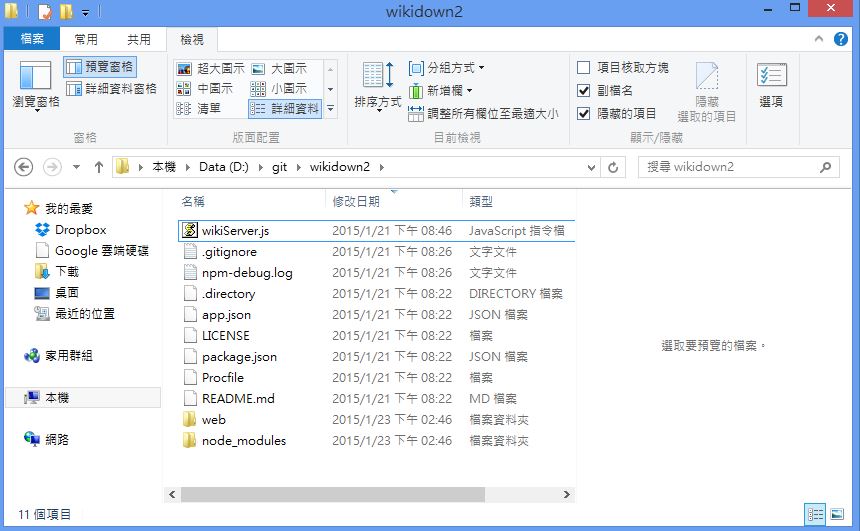 wikidown2
檔案 常用 共用 檢視
瀏覽窗格
預覽窗格
詳細資料窗格
窗格
超大圖示 大圖示
中圖示 小圖示
清單 詳細資料
版面配置
排序方式
分組方式
新增欄
調整所有欄位至最適大小
目前檢視
項目核取方塊
副檔名
隱藏的項目
隱藏
選取的項目
顯示/隱藏
選項
本機 Data (D:) git wikidown2
搜尋 wikidown2
我的最愛
Dropbox
Google 雲端硬碟
下載
桌面
最近的位置
家用群組
本機
網路
名稱 修改日期 類型
wikiServer.js 2015/1/21 下午 08:46 JavaScript 指令檔
.gitignore 2015/1/21 下午 08:26 文字文件
npm-debug.log 2015/1/21 下午 08:26 文字文件
.directory 2015/1/21 下午 08:22 DIRECTORY 檔案
app.json 2015/1/21 下午 08:22 JSON 檔案
LICENSE 2015/1/21 下午 08:22 檔案
package.json 2015/1/21 下午 08:22 JSON 檔案
Procfile 2015/1/21 下午 08:22 檔案
README.md 2015/1/21 下午 08:22 MD 檔案
web 2015/1/23 下午 02:46 檔案資料夾
node_modules 2015/1/23 下午 02:46 檔案資料夾
選取要預覽的檔案。
11 個項目